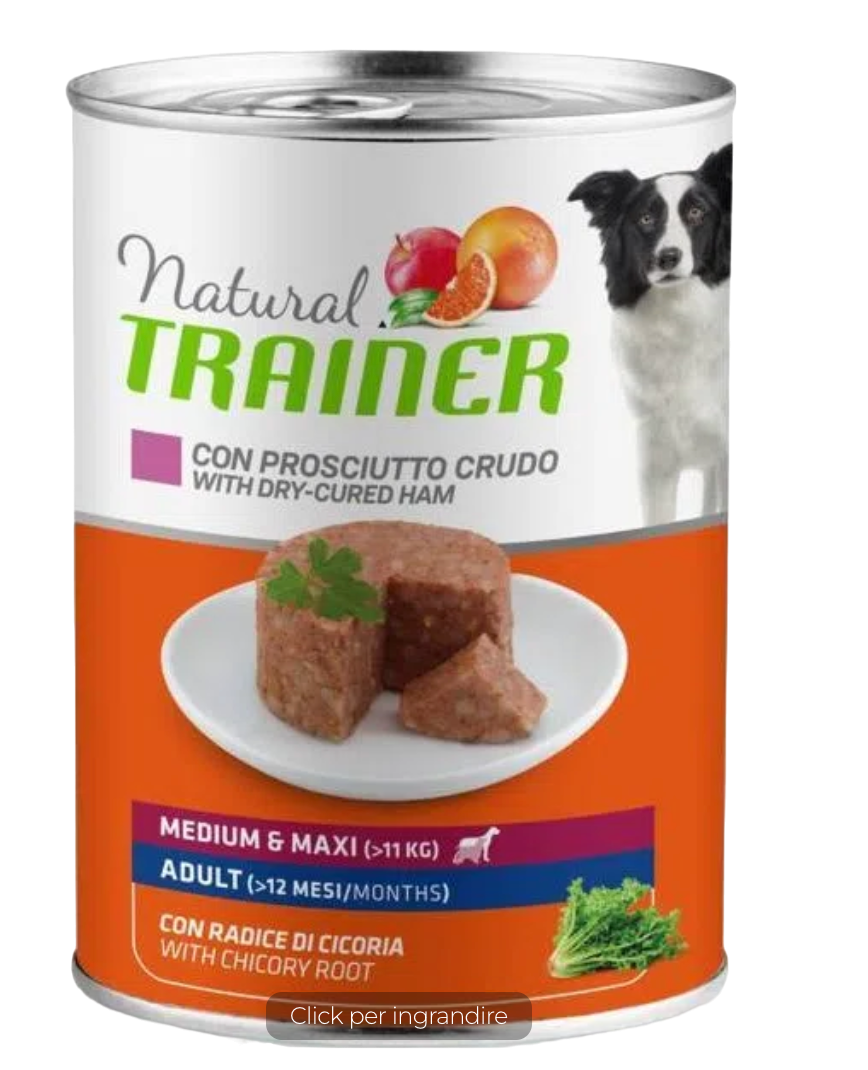 Natural
TRAINER
CON PROSCIUTTO CRUDO
WITH DRY-CURED HAM
MEDIUM & MAXI (>11 KG)
ADULT (>12 MESI/MONTHS)
CON RADICE DI CICORIA
WITH CHICORY ROOT
Click per ingrandire